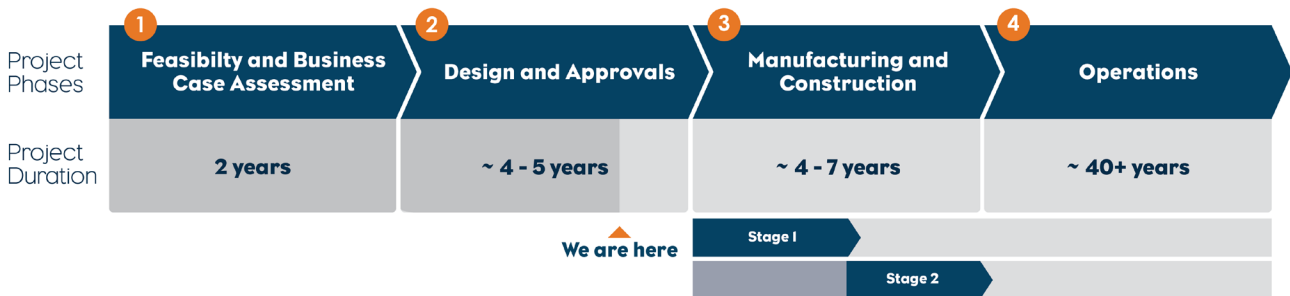 1
2
3
4
Project
Phases
Feasibilty and Business
Case Assessment
Design and Approvals
Manufacturing and
Construction
Operations
Project
Duration
2 years
~ 4 - 5 years
~ 4 - 7 years
~ 40+ years
We are here
Stage 1
Stage 2